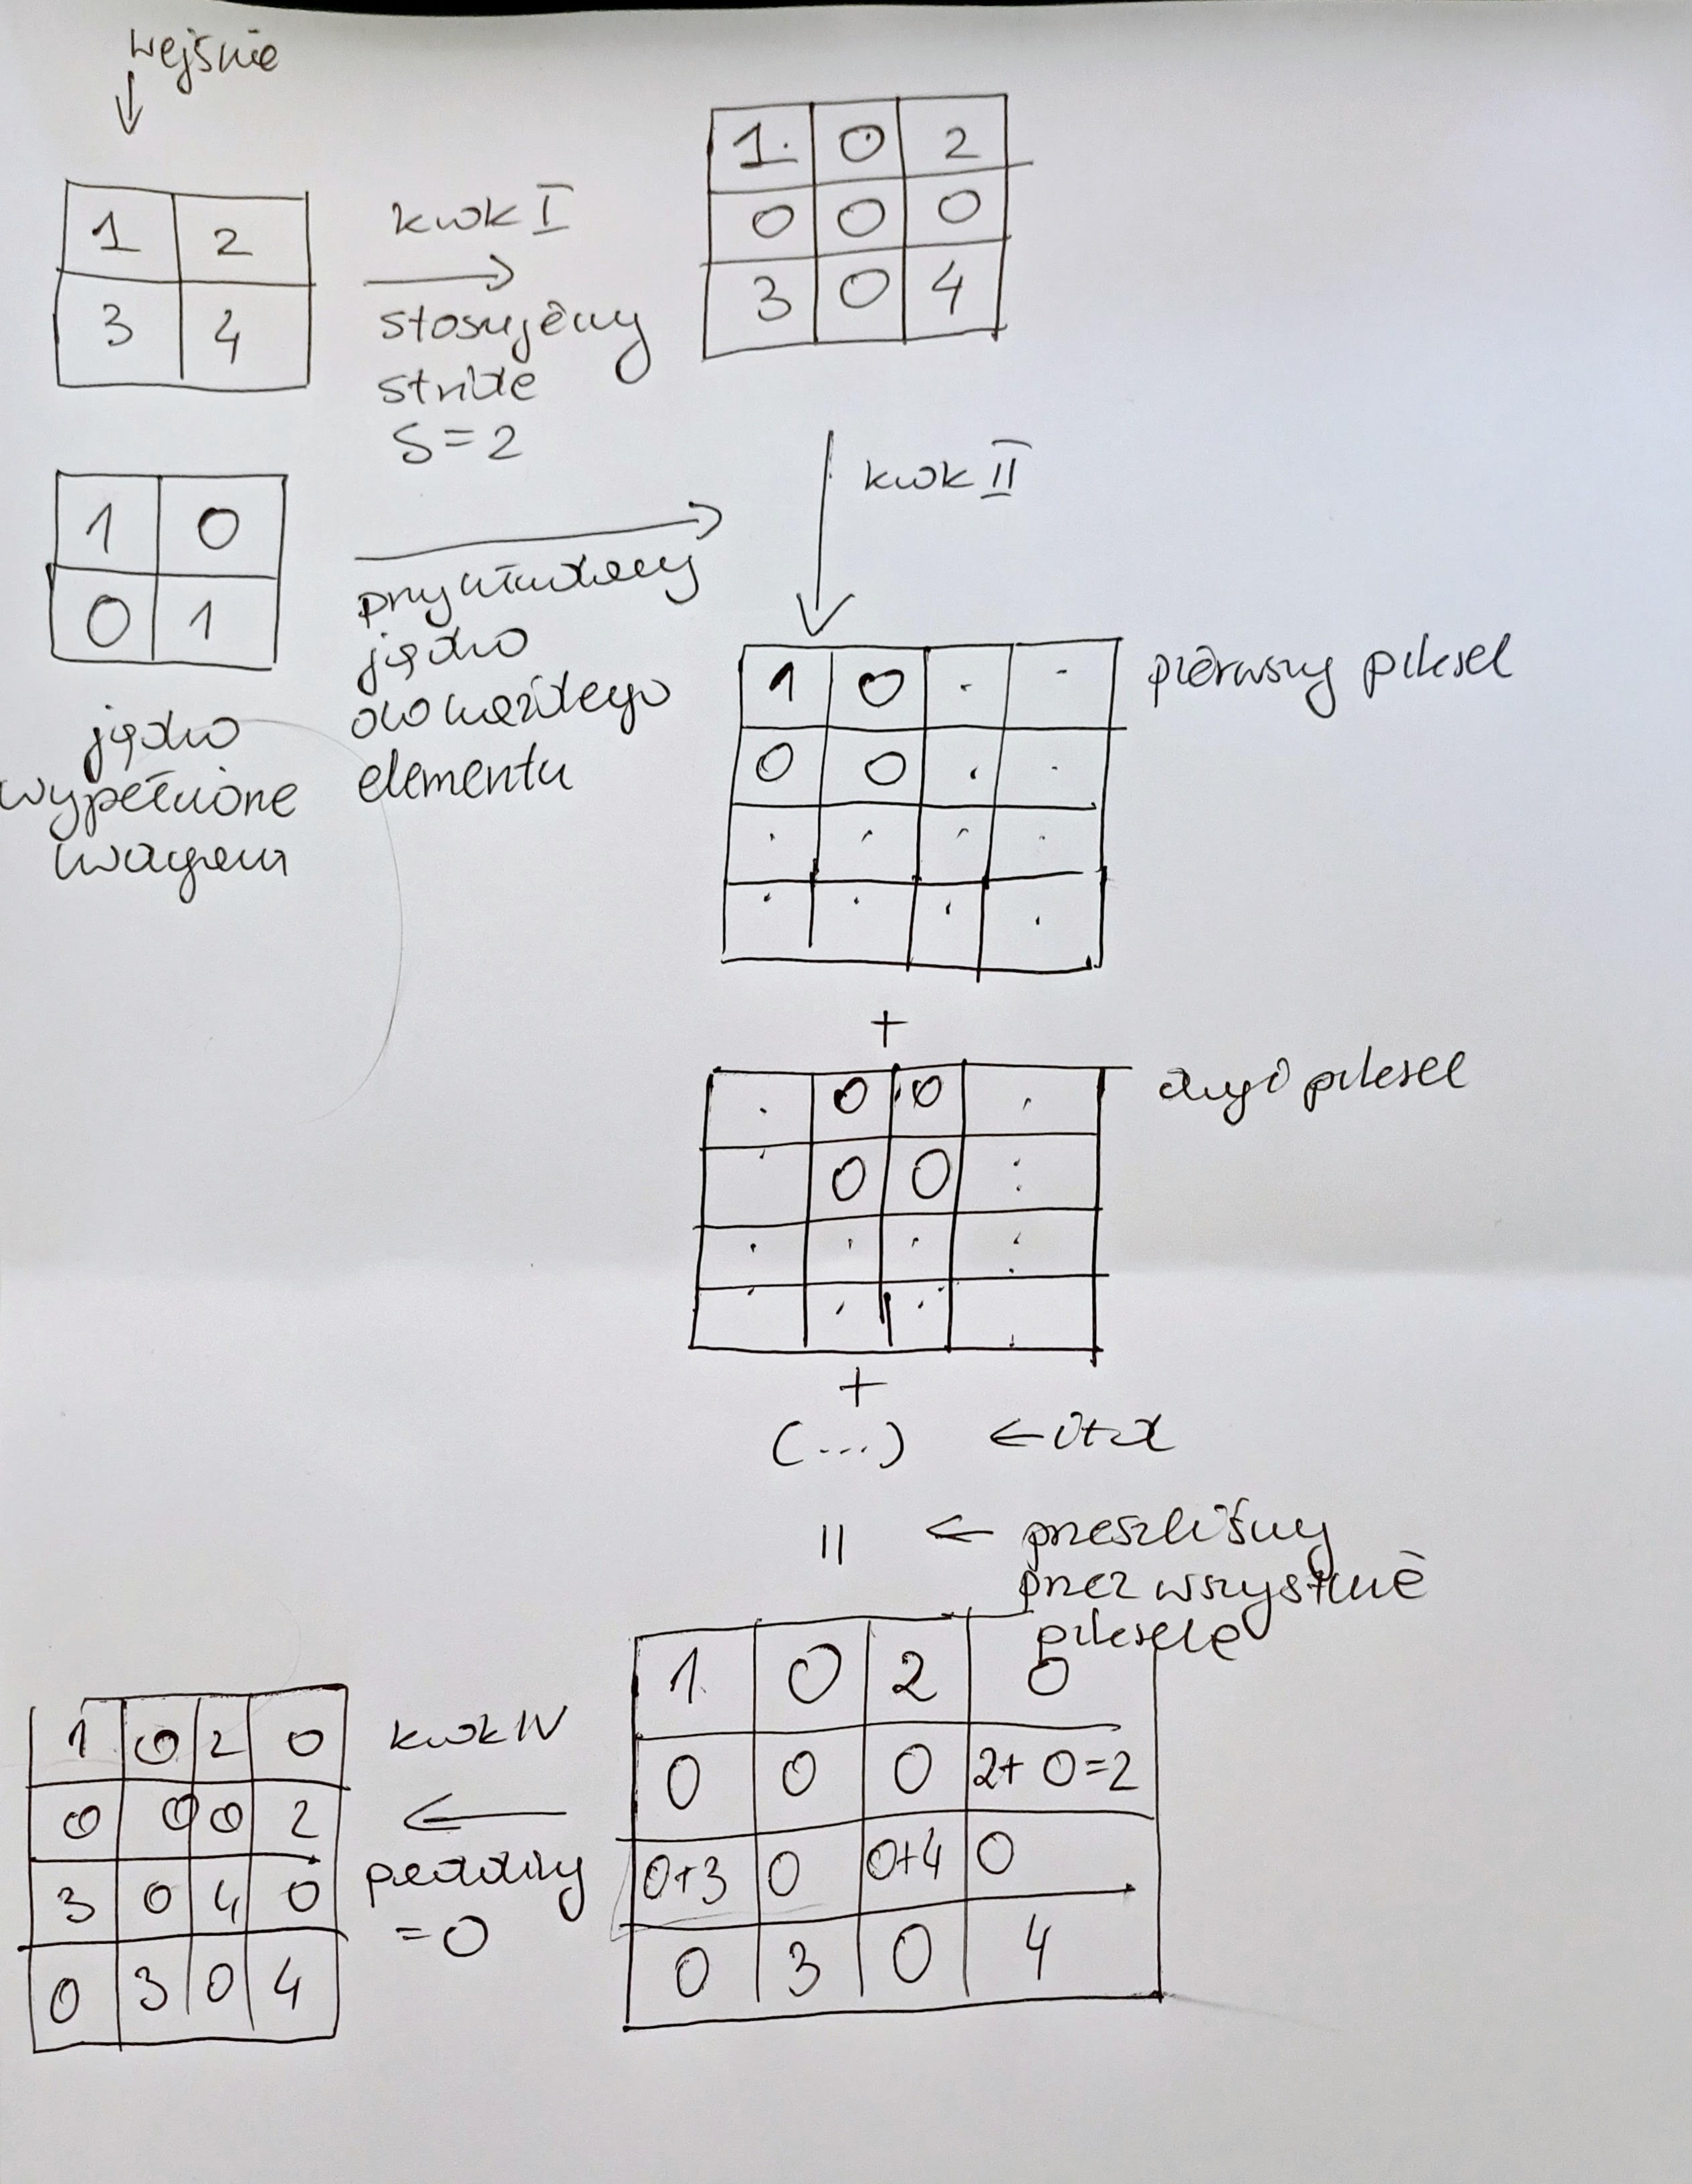 wejście
↓
1 2
3 4
krok I
→
stosujemy
stride
S=2
1 0 2
0 0 0
3 0 4
1 0
0 1
jądro
wypełnione
wagami
→
przykładamy
jądro
do każdego
elementu
krok II
1 0 . .
0 0 . .
. . . .
. . . .
pierwszy piksel
+
. 0 0 .
. 0 0 :
. . . :
. . . .
drugi piksel
+
(...) ← itd
= ← przeszliśmy
przez wszystkie
piksele
1 0 2 0
0 0 0 2+0=2
0+3 0 0+4 0
0 3 0 4
krok IV
←
padding
=0
1 0 2 0
0 0 0 2
3 0 4 0
0 3 0 4